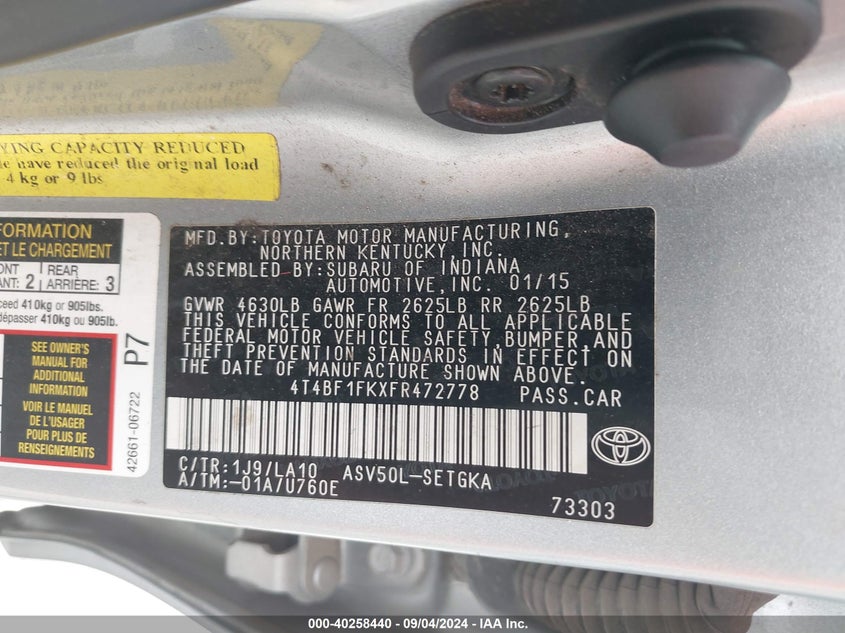 YING CAPACITY REDUCED
le have reduced the original load
4 kg or 9 lbs
FORMATION
ET LE CHARGEMENT
ONT REAR
ANT: 2 ARRIÈRE: 3
ceed 410kg or 905lbs.
dépasser 410kg ou 905lb.
SEE OWNER'S
MANUAL FOR
ADDITIONAL
INFORMATION
VOIR LE MANUEL
DE L'USAGER
POUR PLUS DE
RENSEIGNEMENTS
P7
42661-06722
MFD.BY:TOYOTA MOTOR MANUFACTURING,
NORTHERN KENTUCKY,INC.
ASSEMBLED BY:SUBARU OF INDIANA
AUTOMOTIVE,INC. 01/15
GVWR 4630LB GAWR FR 2625LB RR 2625LB
THIS VEHICLE CONFORMS TO ALL APPLICABLE
FEDERAL MOTOR VEHICLE SAFETY,BUMPER,AND
THEFT PREVENTION STANDARDS IN EFFECT ON
THE DATE OF MANUFACTURE SHOWN ABOVE.
4T4BF1FKXFR472778 PASS.CAR
C/TR:1J9/LA10 ASV50L-SETGKA
A/TM:-01A/U760E
73303
000-40258440 - 09/04/2024 - IAA Inc.